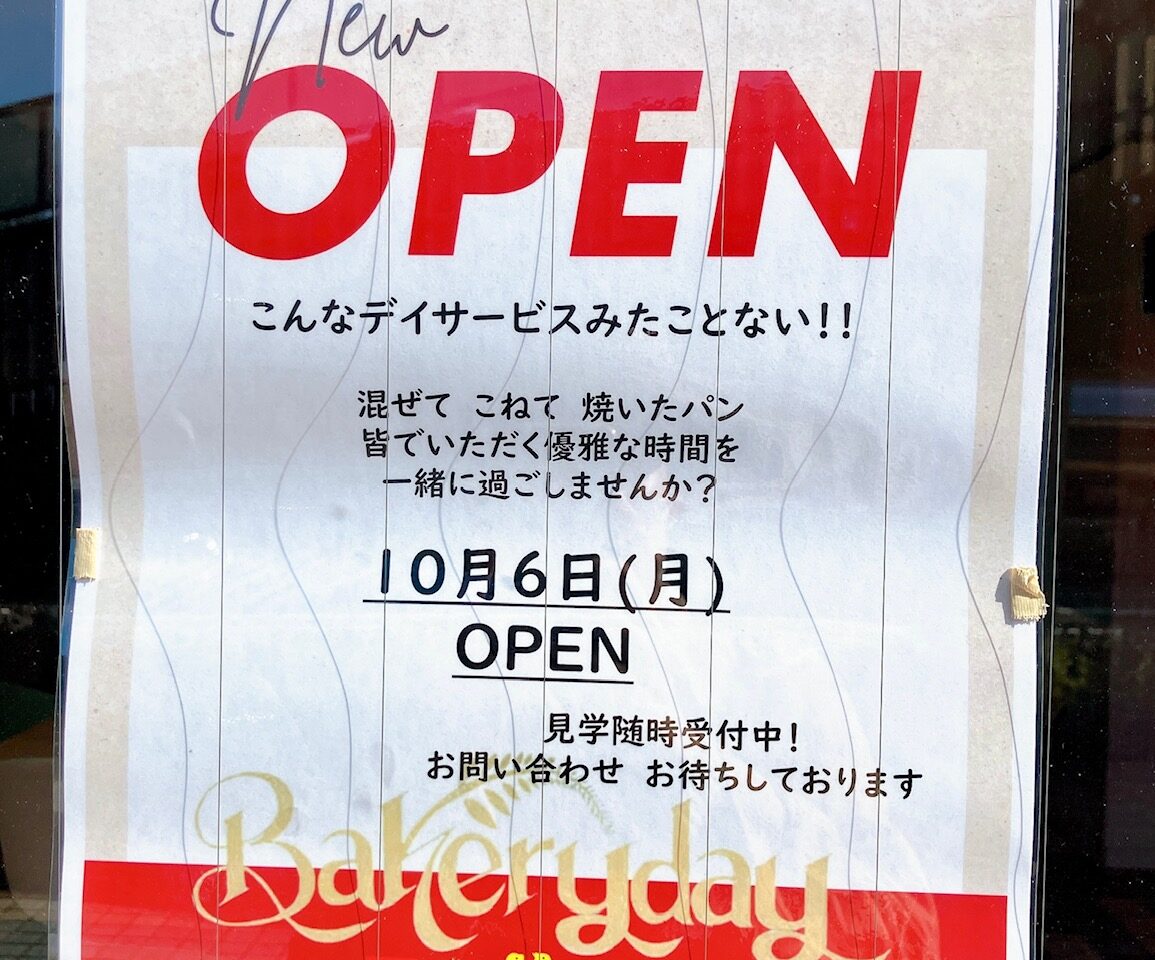 New
OPEN
こんなデイサービスみたことない!!
混ぜて こねて 焼いたパン
皆でいただく優雅な時間を
一緒に過ごしませんか?
10月6日(月)
OPEN
見学随時受付中!
お問い合わせ お待ちしております
Bakeryday